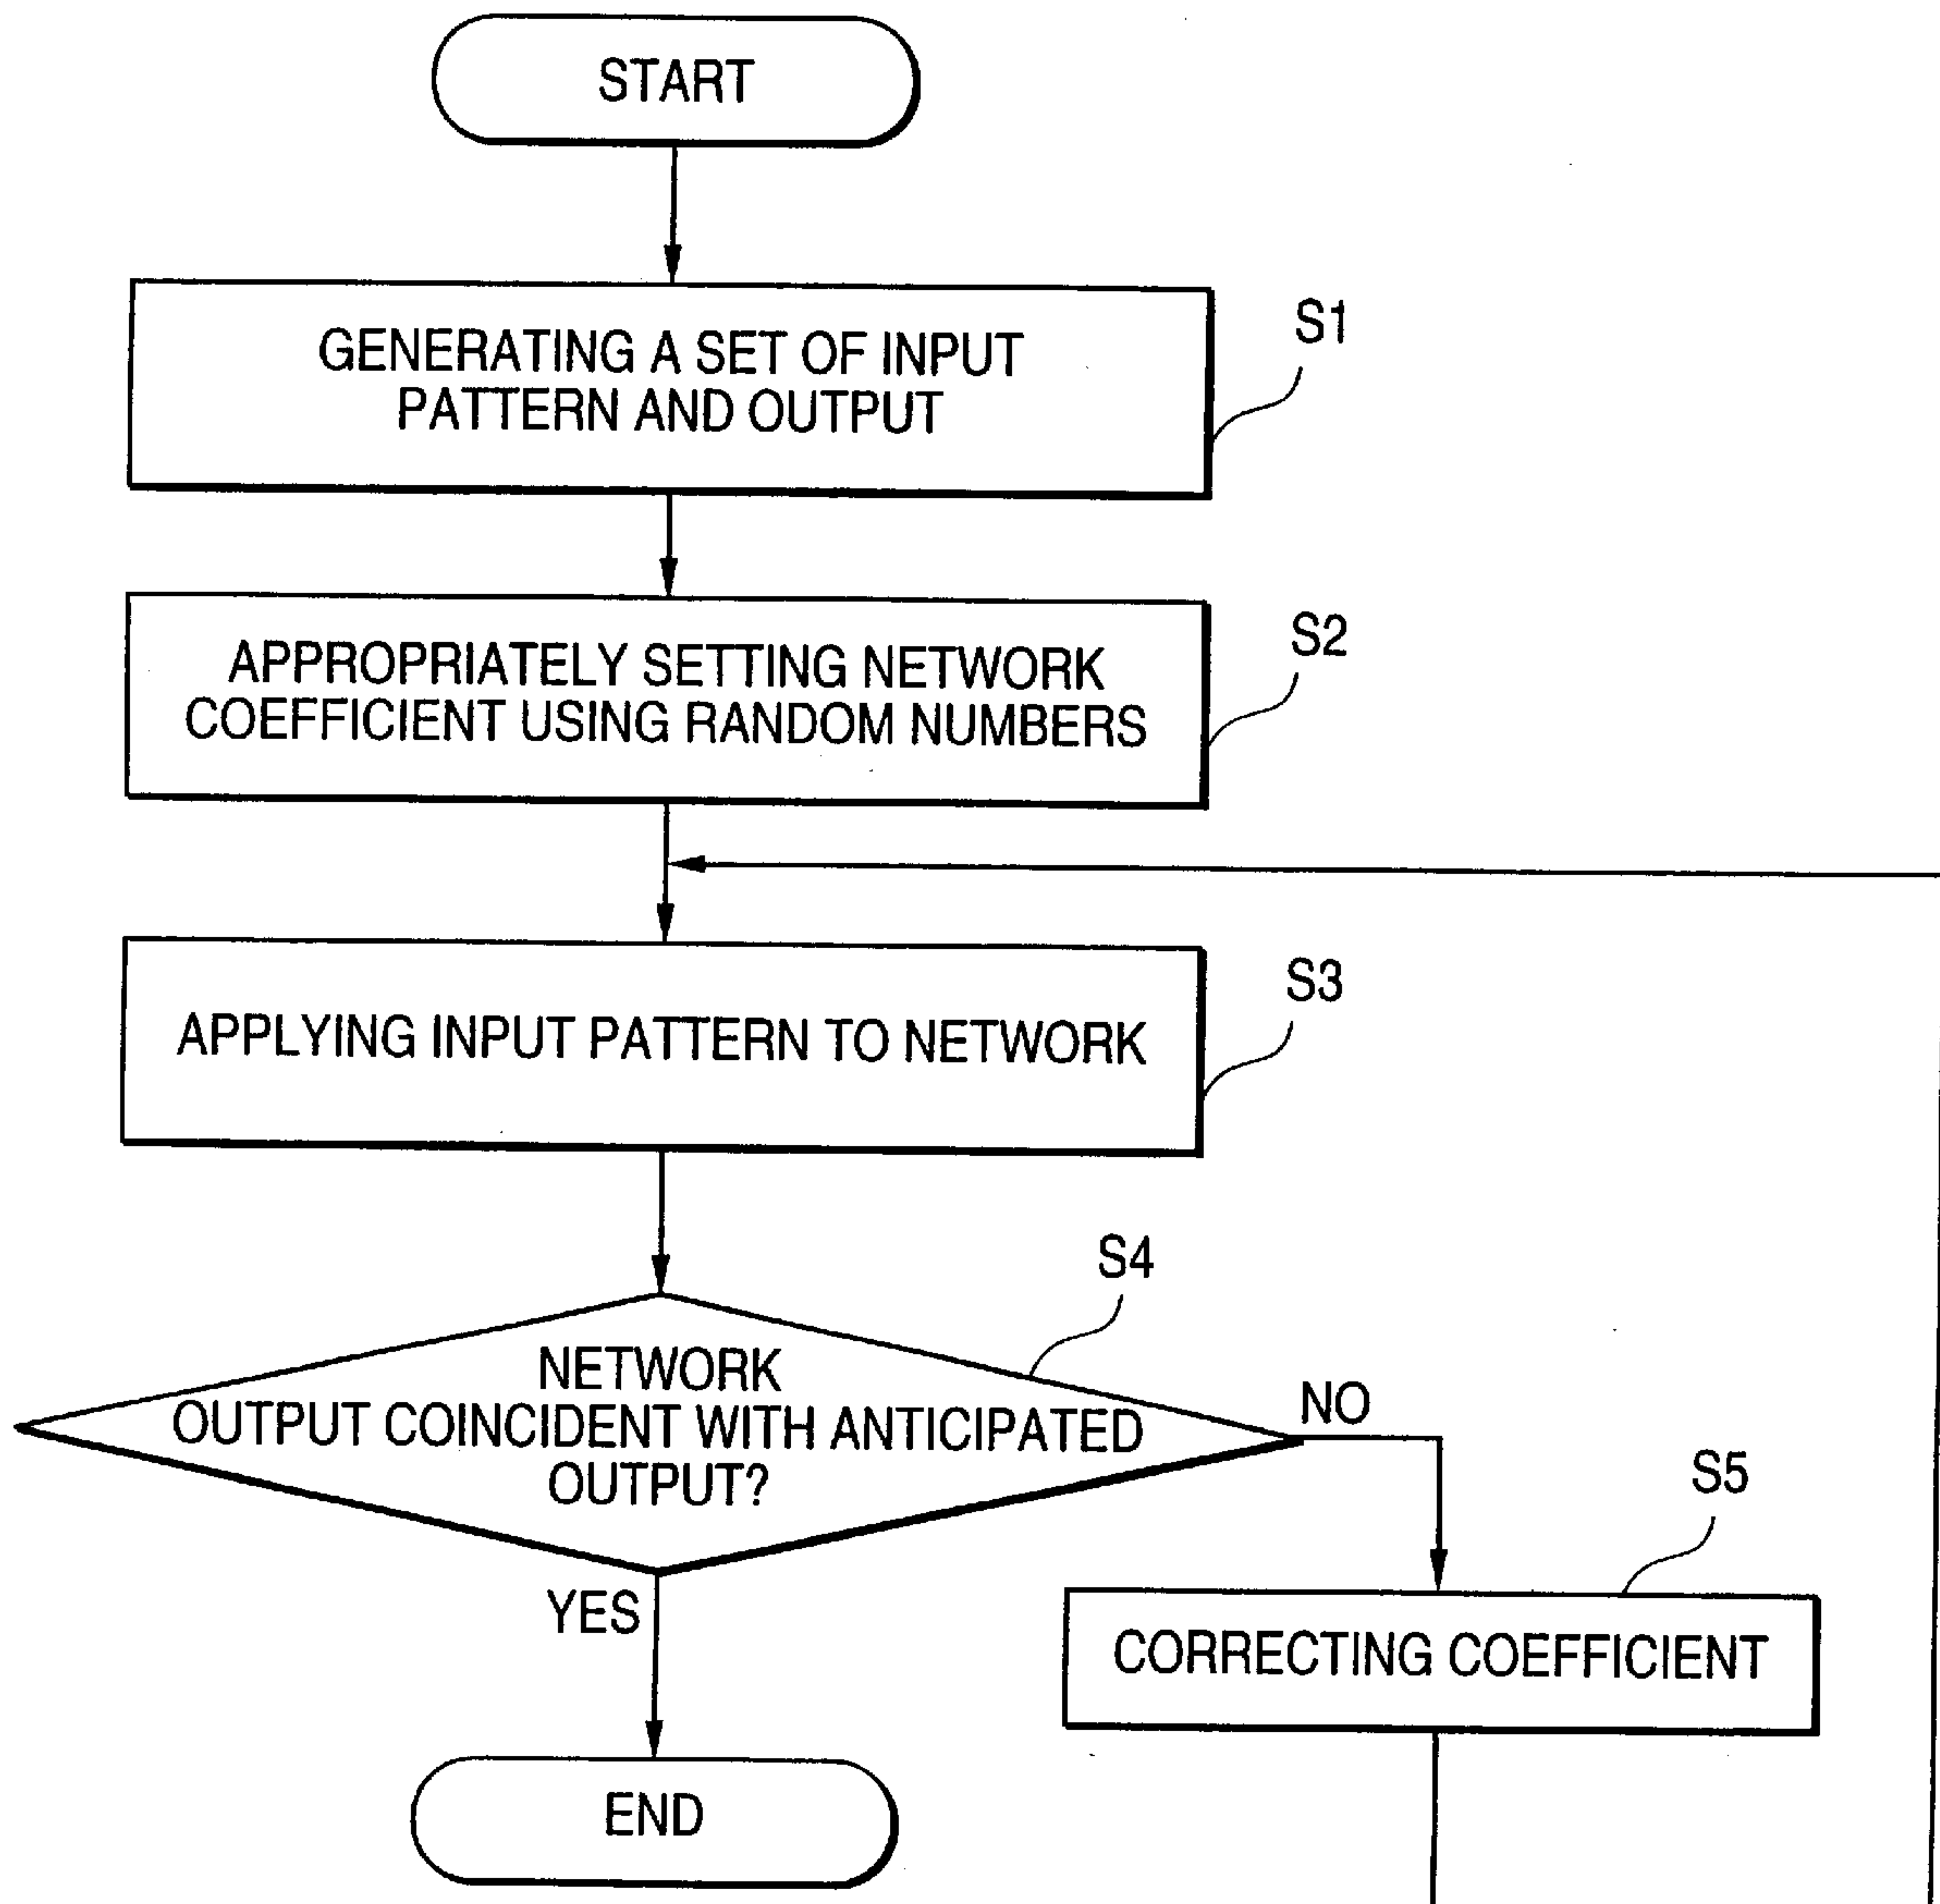 START
GENERATING A SET OF INPUT
PATTERN AND OUTPUT
S1
APPROPRIATELY SETTING NETWORK
COEFFICIENT USING RANDOM NUMBERS
S2
APPLYING INPUT PATTERN TO NETWORK
S3
S4
NETWORK
OUTPUT COINCIDENT WITH ANTICIPATED
OUTPUT?
NO
S5
YES
CORRECTING COEFFICIENT
END